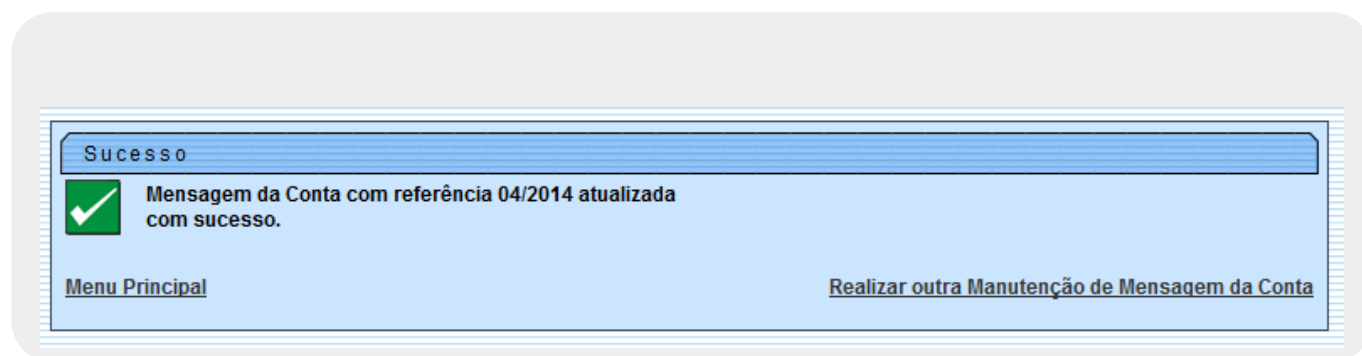 Sucesso
Mensagem da Conta com referência 04/2014 atualizada
com sucesso.
Menu Principal
Realizar outra Manutenção de Mensagem da Conta